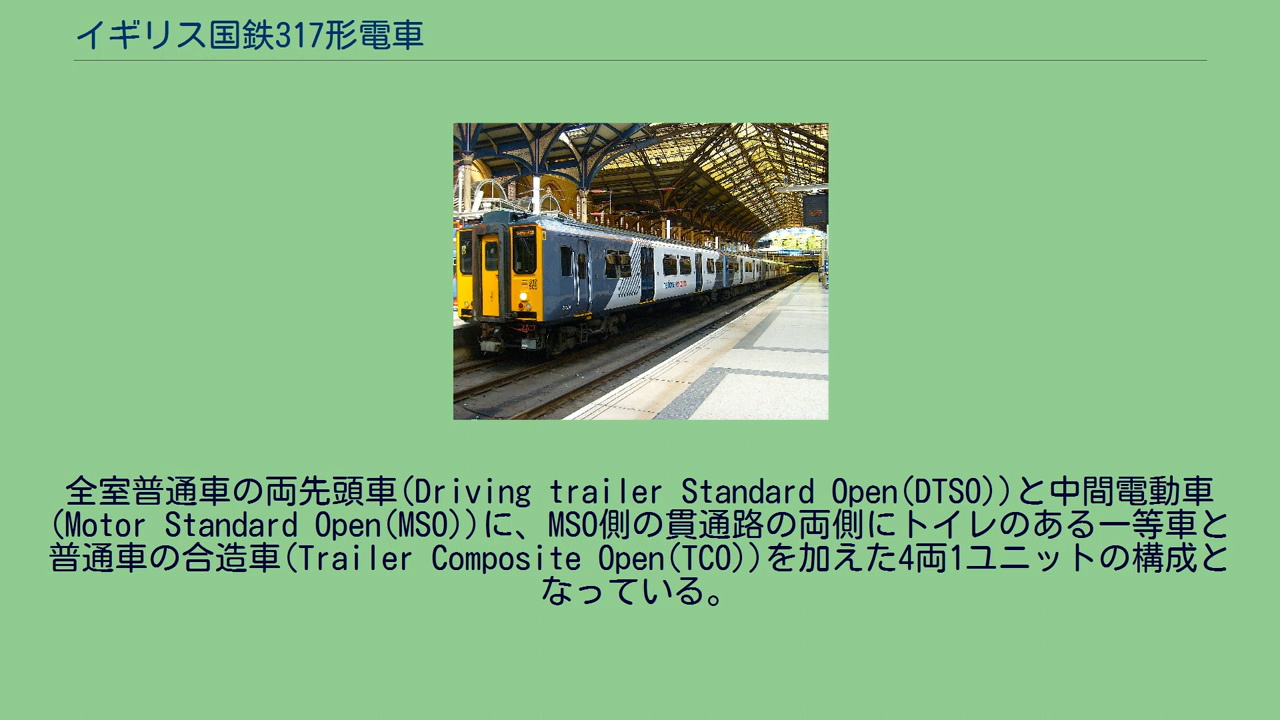 イギリス国鉄317形電車
全室普通車の両先頭車(Driving trailer Standard Open(DTSO))と中間電動車
(Motor Standard Open(MSO))に、MSO側の貫通路の両側にトイレのある一等車と
普通車の合造車(Trailer Composite Open(TCO))を加えた4両1ユニットの構成と
なっている。